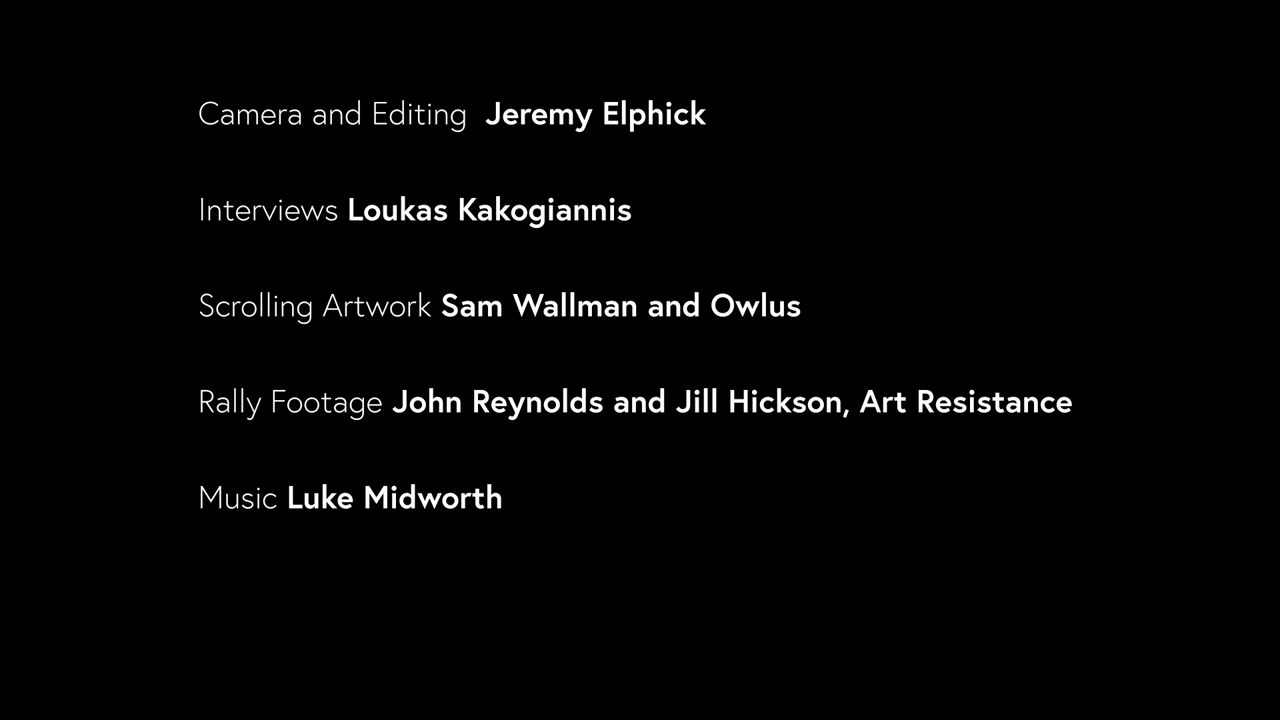 Camera and Editing Jeremy Elphick
Interviews Loukas Kakogiannis
Scrolling Artwork Sam Wallman and Owlus
Rally Footage John Reynolds and Jill Hickson, Art Resistance
Music Luke Midworth